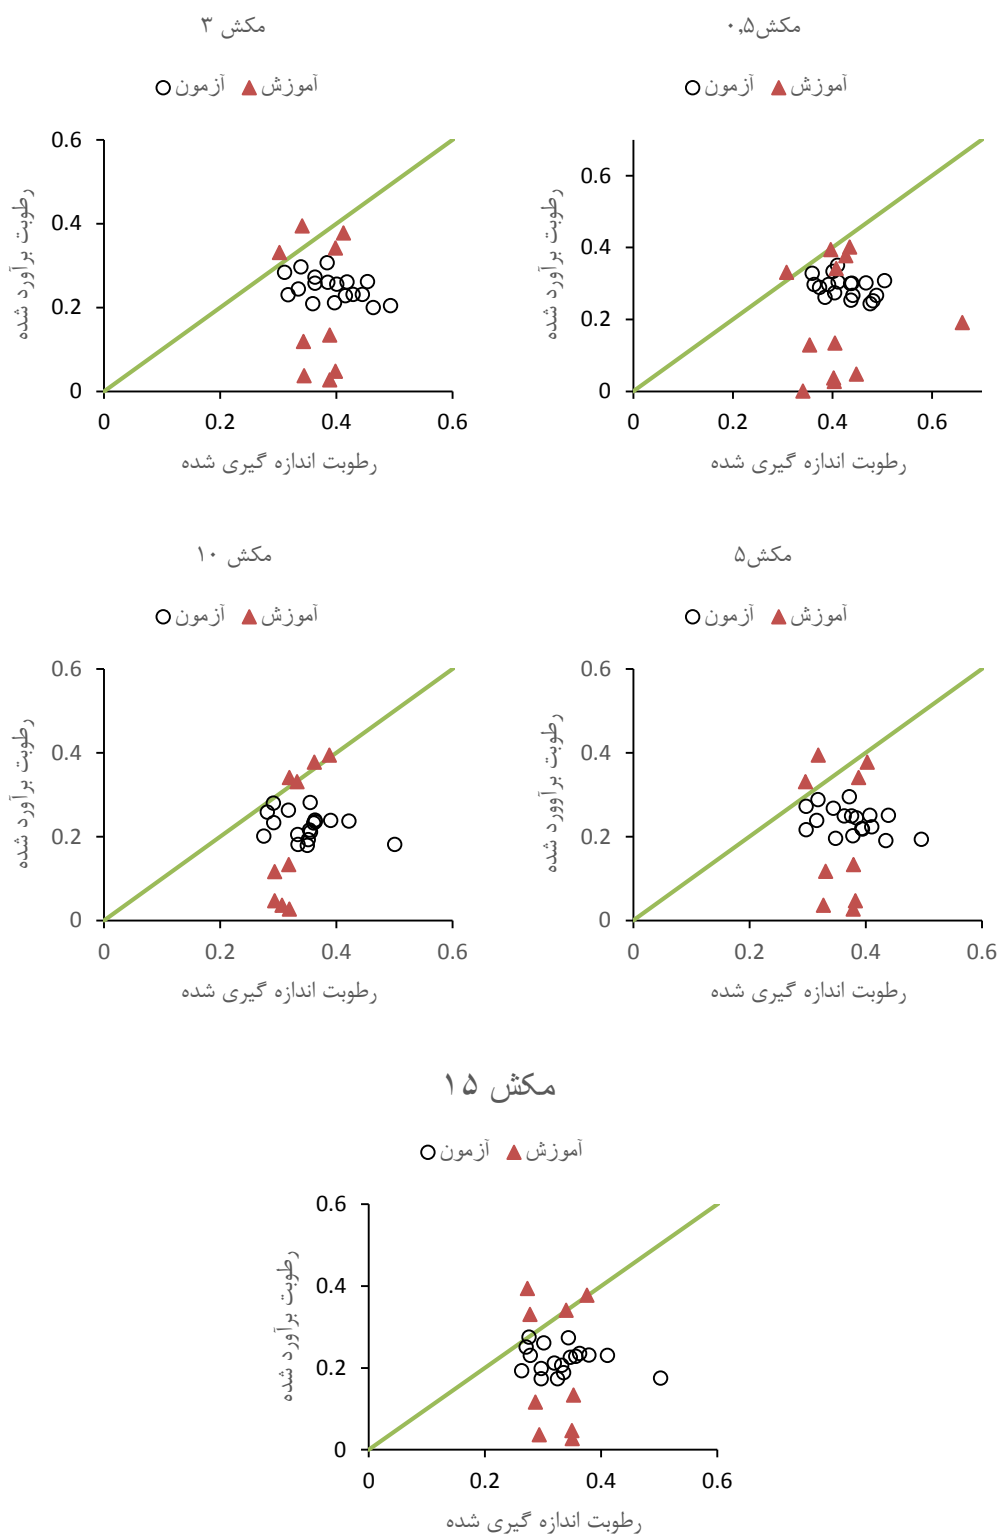 مکش۰,۵
آموزش آزمون
رطوبت برآورد شده
0.6
0.4
0.2
0
0 0.2 0.4 0.6
رطوبت اندازه گیری شده
مکش ۳
آموزش آزمون
رطوبت برآورد شده
0.6
0.4
0.2
0
0 0.2 0.4 0.6
رطوبت اندازه گیری شده
مکش۵
آموزش آزمون
رطوبت برآوورد شده
0.6
0.4
0.2
0
0 0.2 0.4 0.6
رطوبت اندازه گیری شده
مکش ۱۰
آموزش آزمون
رطوبت برآورد شده
0.6
0.4
0.2
0
0 0.2 0.4 0.6
رطوبت اندازه گیری شده
مکش ۱۵
آموزش آزمون
رطوبت برآورد شده
0.6
0.4
0.2
0
0 0.2 0.4 0.6
رطوبت اندازه گیری شده